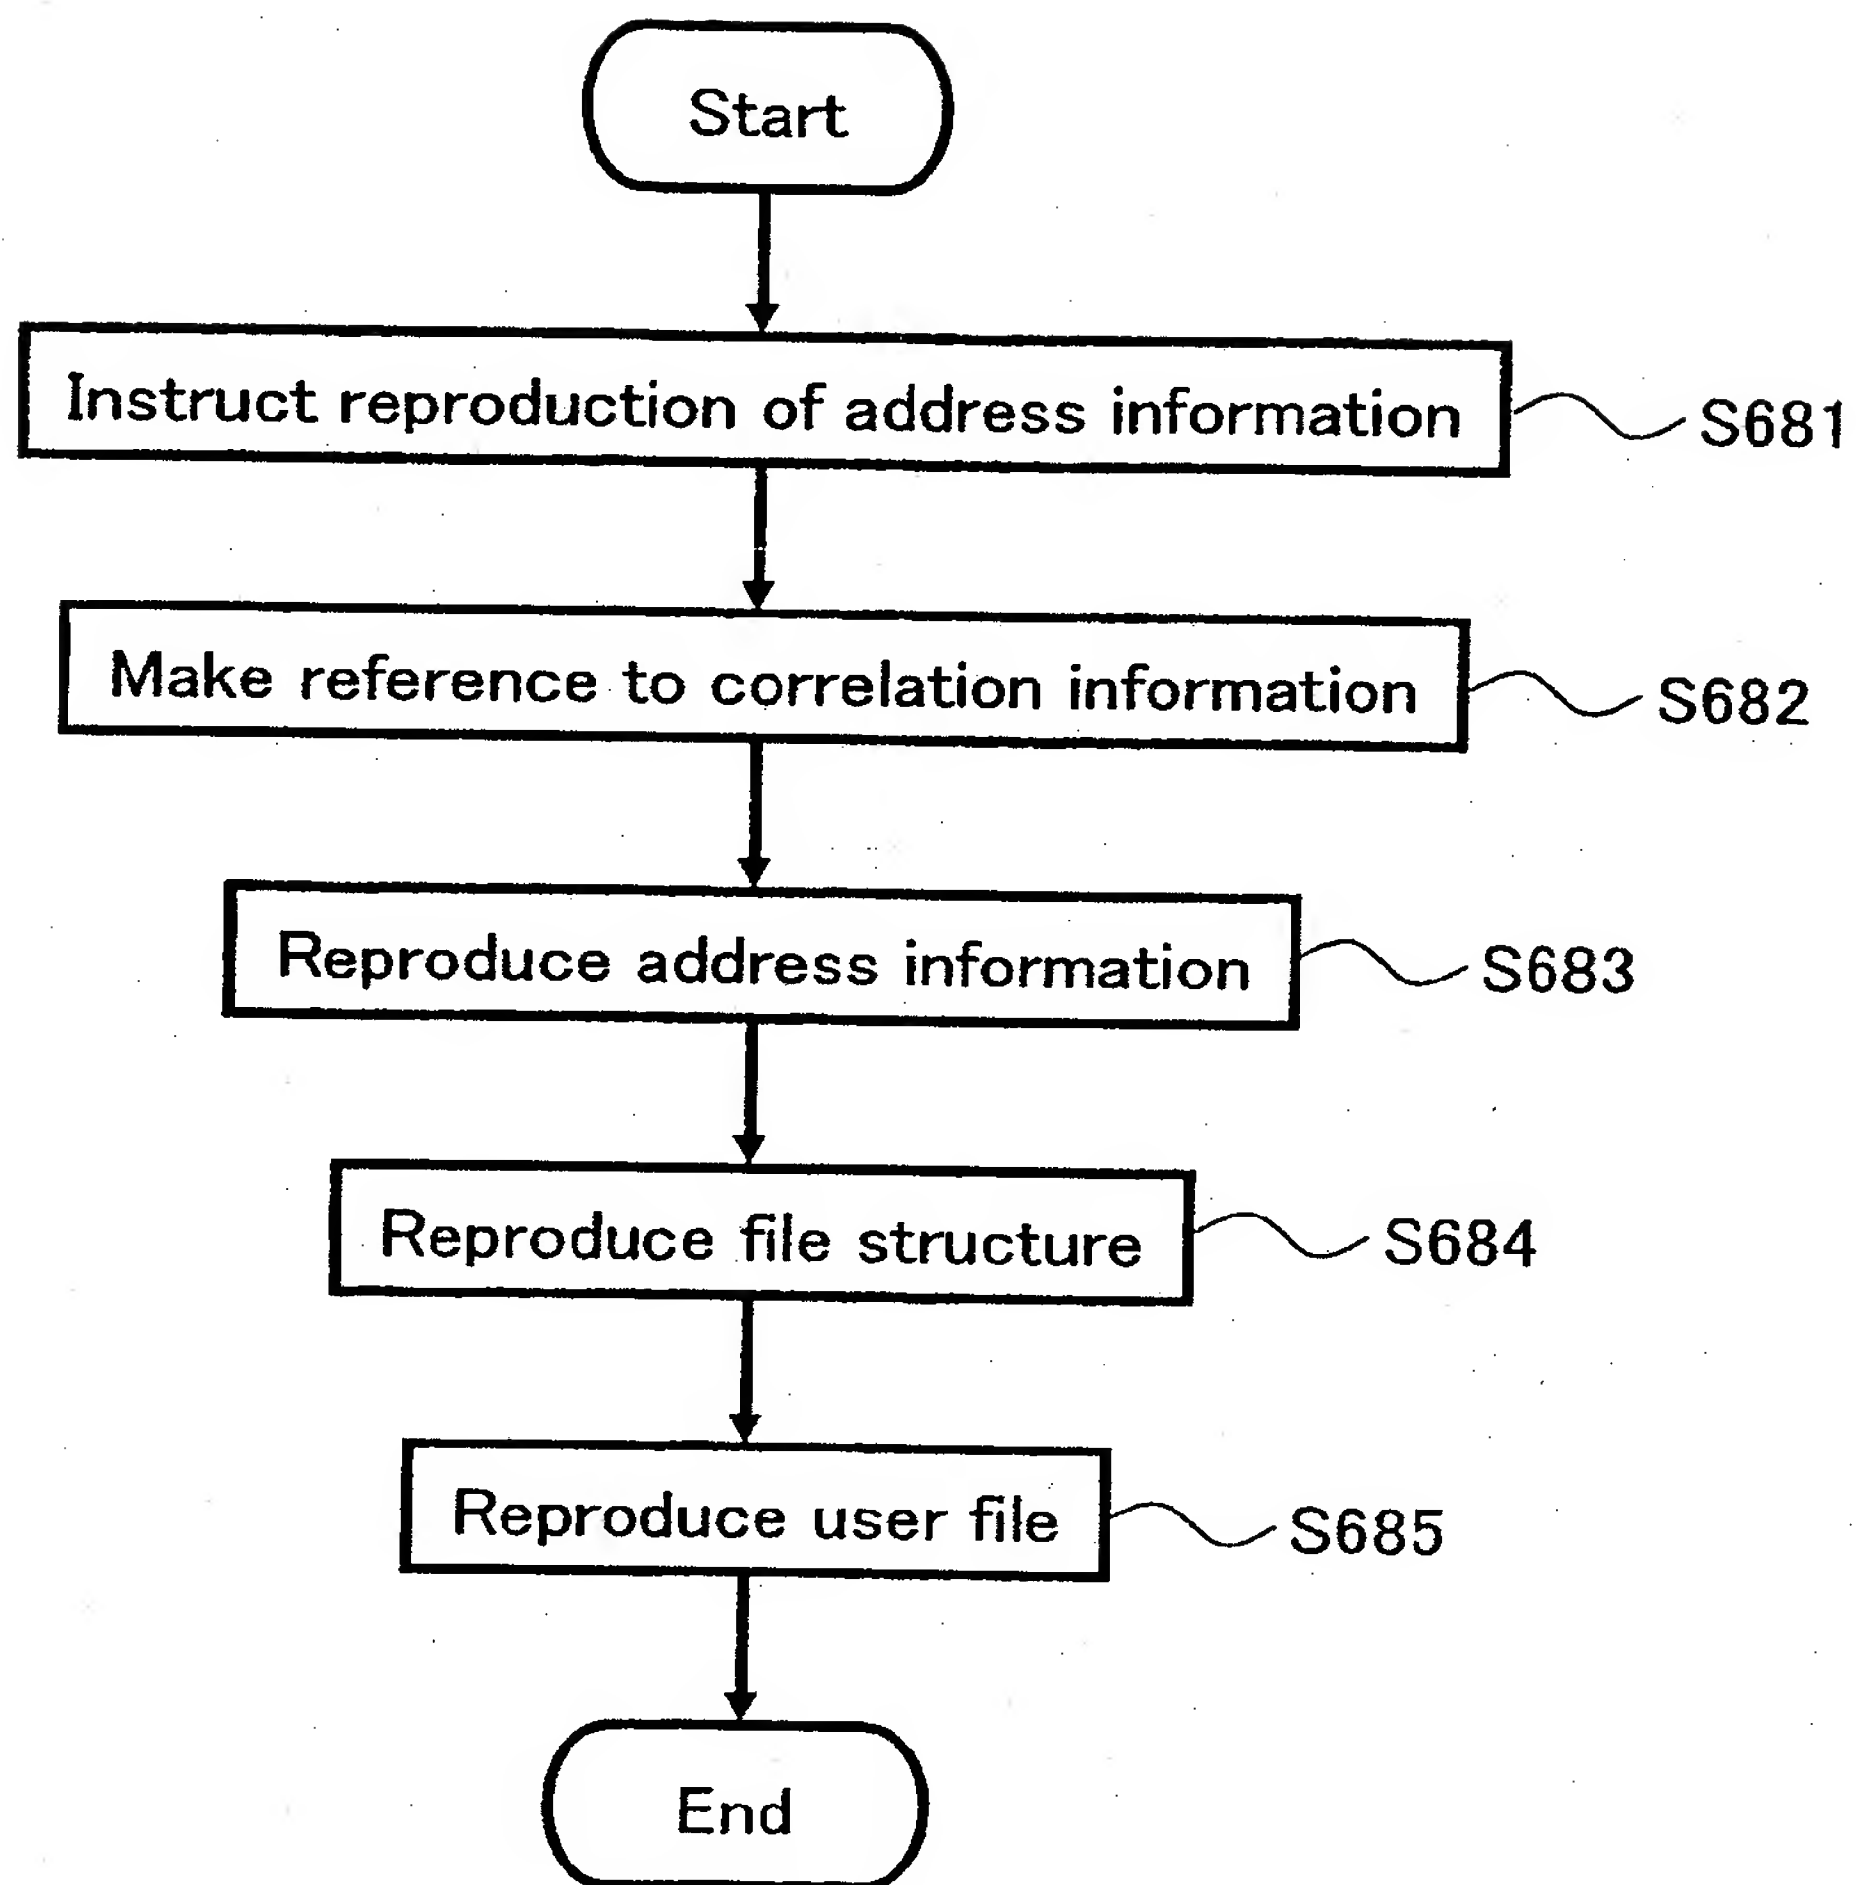 Start
Instruct reproduction of address information
S681
Make reference to correlation information
S682
Reproduce address information
S683
Reproduce file structure
S684
Reproduce user file
S685
End